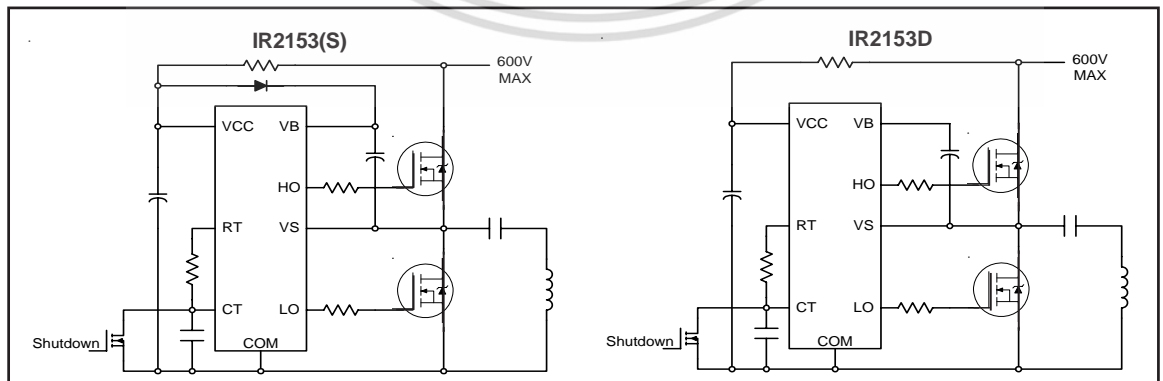 IR2153(S)
600V
MAX
VCC
VB
HO
RT
VS
CT
LO
COM
Shutdown
IR2153D
600V
MAX
VCC
VB
HO
RT
VS
CT
LO
COM
Shutdown